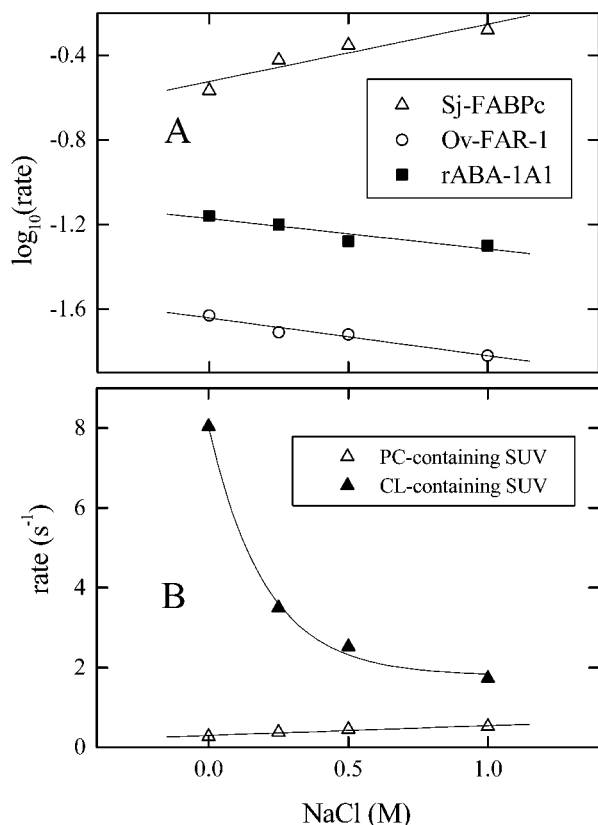 -0.4
-0.8
-1.2
-1.6
log10(rate)
A
Sj-FABPc
Ov-FAR-1
rABA-1A1
8
6
4
2
0
rate (s-1)
B
PC-containing SUV
CL-containing SUV
0.0 0.5 1.0
NaCl (M)